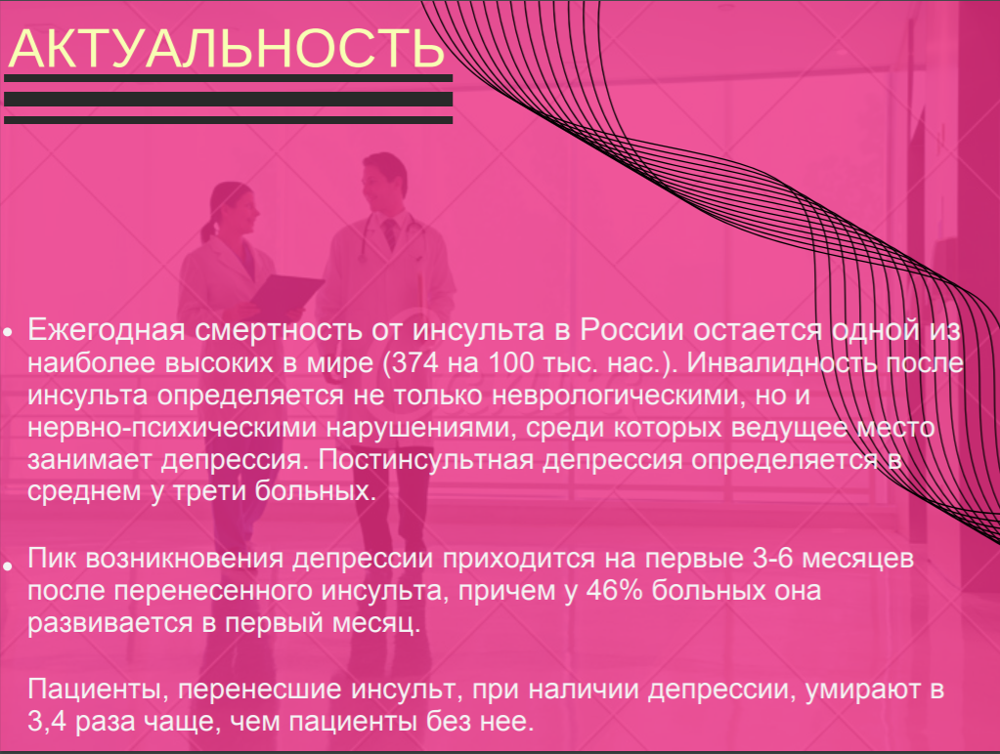 АКТУАЛЬНОСТЬ
• Ежегодная смертность от инсульта в России остается одной из
наиболее высоких в мире (374 на 100 тыс. нас.). Инвалидность после
инсульта определяется не только неврологическими, но и
нервно-психическими нарушениями, среди которых ведущее место
занимает депрессия. Постинсультная депрессия определяется в
среднем у трети больных.
• Пик возникновения депрессии приходится на первые 3-6 месяцев
после перенесенного инсульта, причем у 46% больных она
развивается в первый месяц.
Пациенты, перенесшие инсульт, при наличии депрессии, умирают в
3,4 раза чаще, чем пациенты без нее.